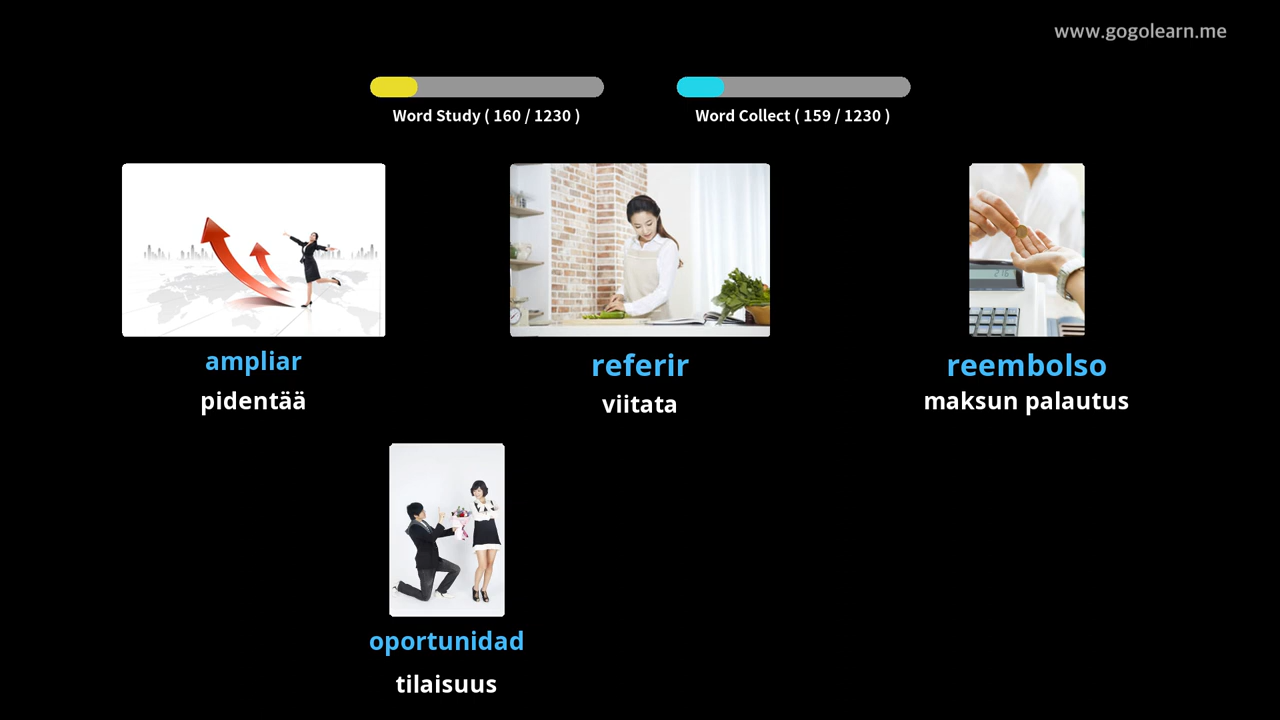 www.gogolearn.me
Word Study ( 160 / 1230 )
Word Collect ( 159 / 1230 )
ampliar
pidentää
referir
viitata
reembolso
maksun palautus
oportunidad
tilaisuus